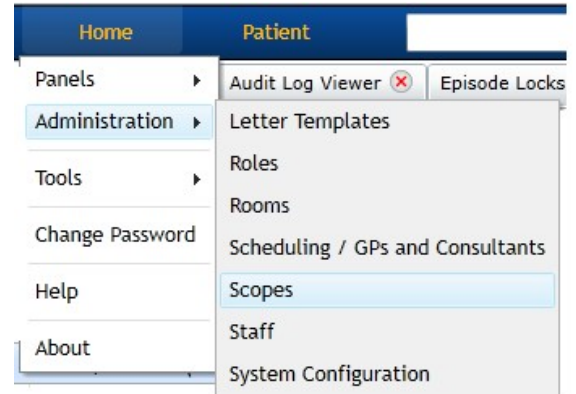 Home Patient
Panels Audit Log Viewer Episode Locks
Administration Letter Templates
Roles
Tools
Rooms
Change Password
Scheduling / GPs and Consultants
Help Scopes
Staff
About
System Configuration